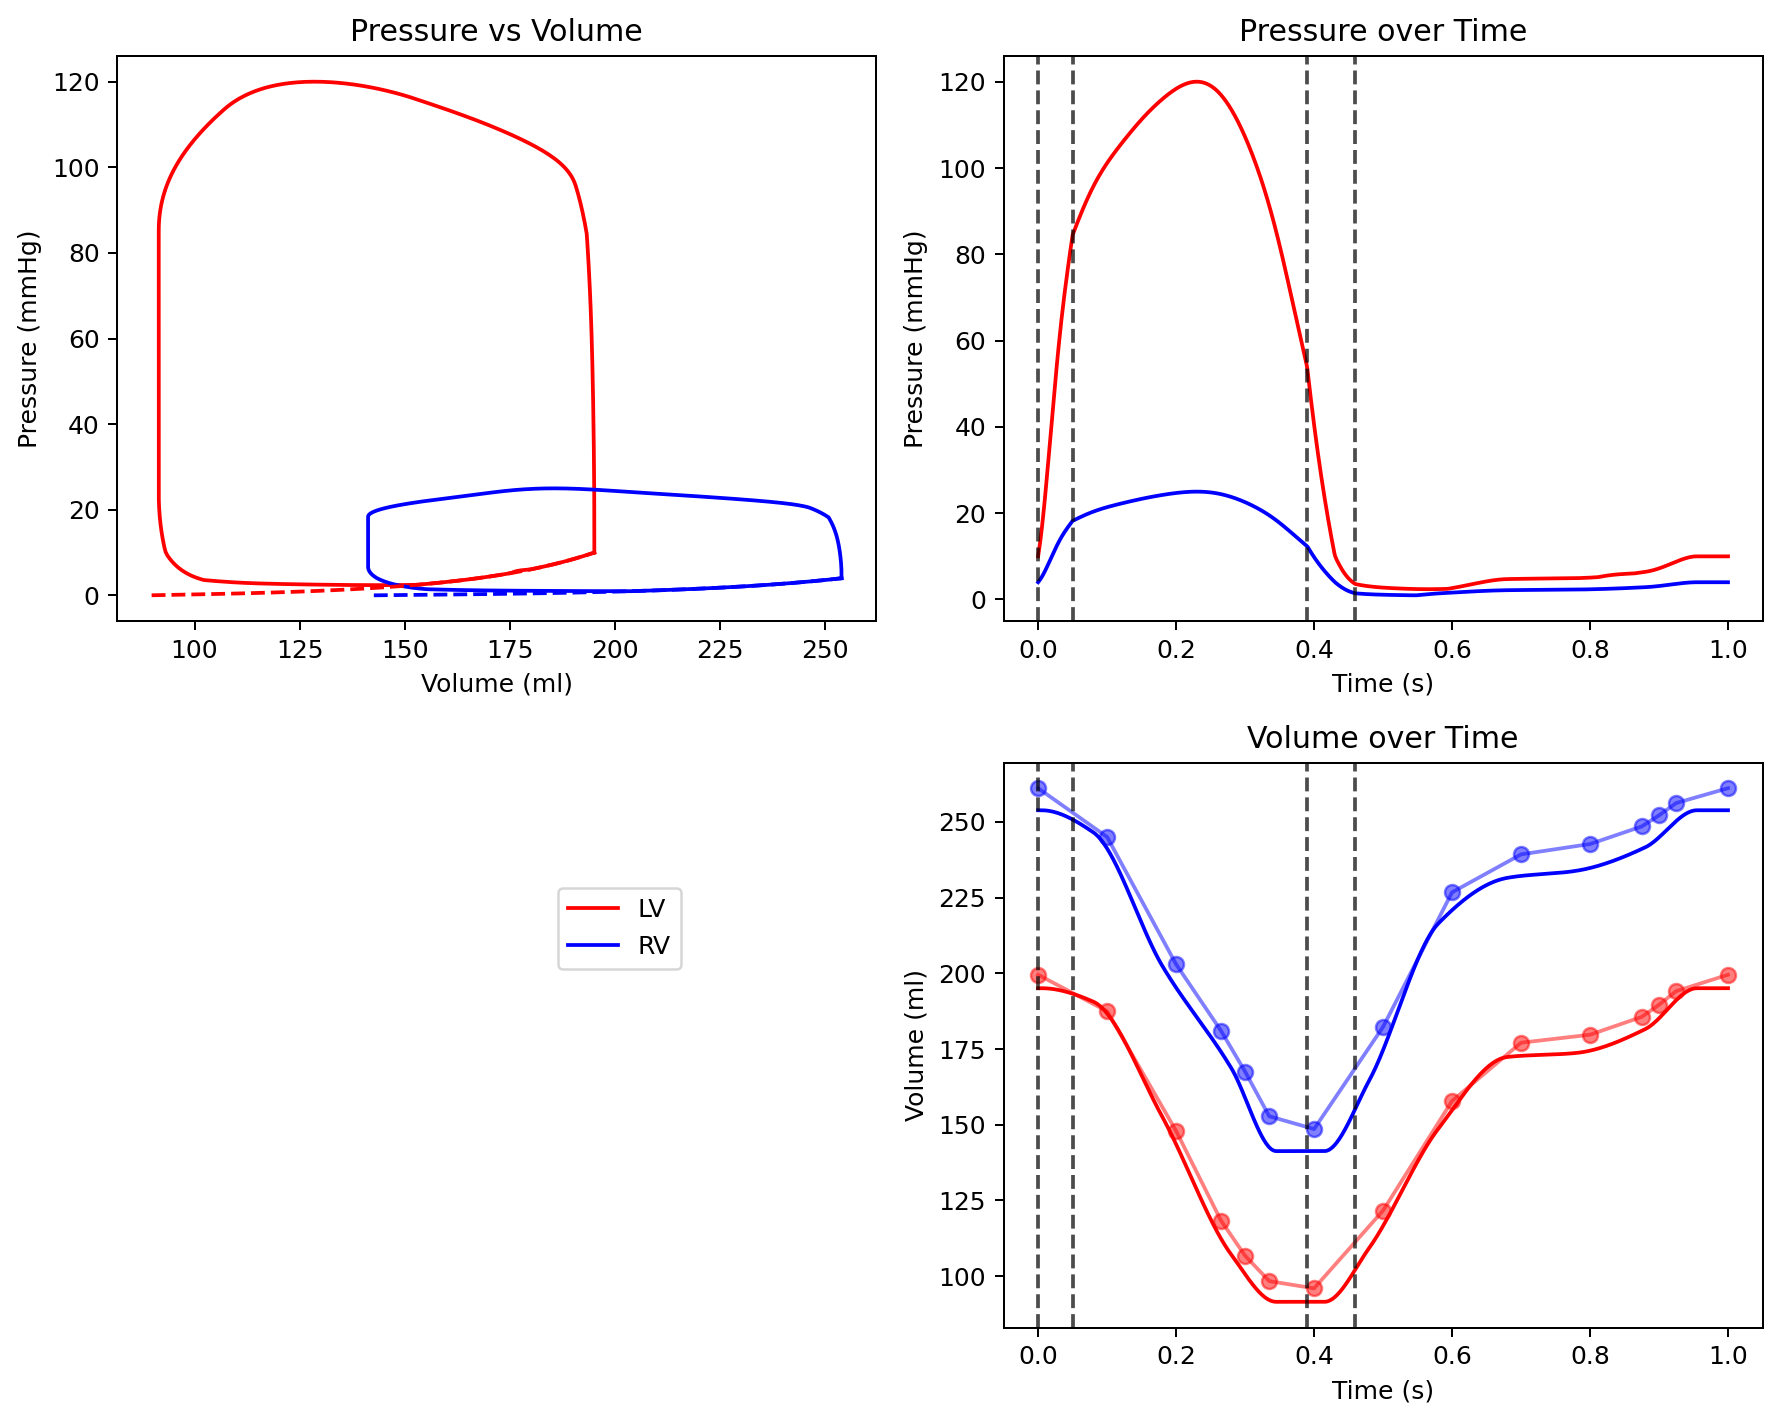 Pressure vs Volume
Pressure (mmHg)
120
100
80
60
40
20
0
100 125 150 175 200 225 250
Volume (ml)
Pressure over Time
Pressure (mmHg)
120
100
80
60
40
20
0
0.0 0.2 0.4 0.6 0.8 1.0
Time (s)
LV
RV
Volume over Time
Volume (ml)
250
225
200
175
150
125
100
0.0 0.2 0.4 0.6 0.8 1.0
Time (s)